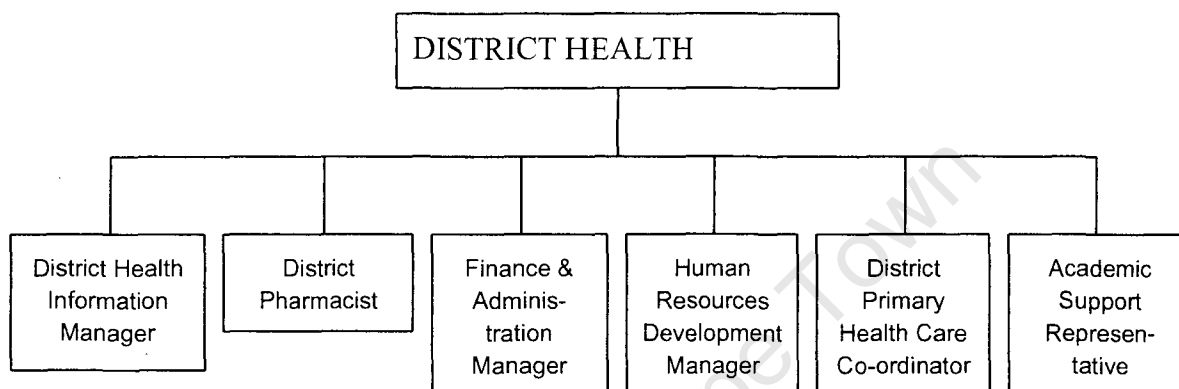 DISTRICT HEALTH
District Health
Information
Manager
District
Pharmacist
Finance &
Adminis-
tration
Manager
Human
Resources
Development
Manager
District
Primary
Health Care
Co-ordinator
Academic
Support
Represen-
tative
Town